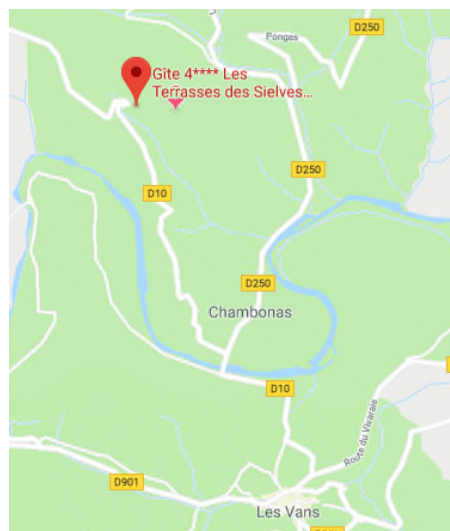 Ponges
D250
Gîte 4**** Les
Terrasses des Sielves...
D250
D10
D250
Chambonas
D10
Route du Vivarais
D901
Les Vans